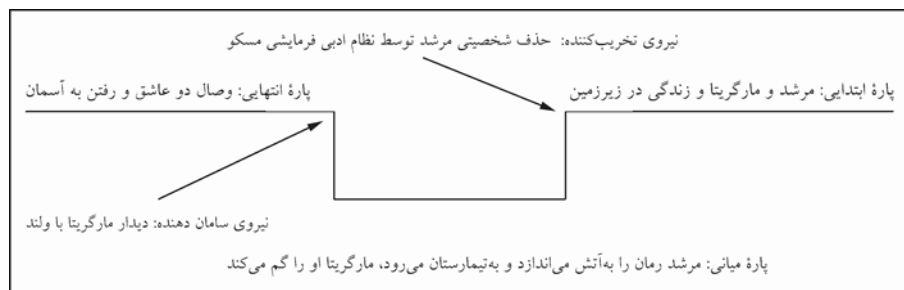 نیروی تخریب‌کننده: حذف شخصیتی مرشد توسط نظام ادبی فرمایشی مسکو
پارهٔ ابتدایی: مرشد و مارگریتا و زندگی در زیرزمین
پارهٔ انتهایی: وصال دو عاشق و رفتن به آسمان
نیروی سامان دهنده: دیدار مارگریتا با ولند
پارهٔ میانی: مرشد رمان را به‌آتش می‌اندازد و به‌تیمارستان می‌رود، مارگریتا او را گم می‌کند